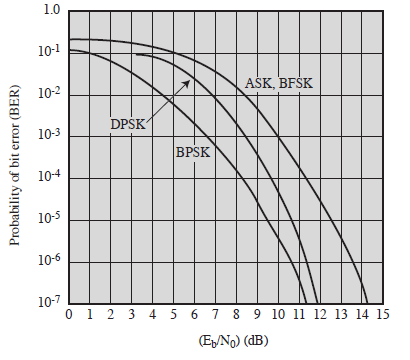 1.0
10-1
10-2
10-3
10-4
10-5
10-6
10-7
Probability of bit error (BER)
ASK, BFSK
DPSK
BPSK
0 1 2 3 4 5 6 7 8 9 10 11 12 13 14 15
(Eb/N0) (dB)